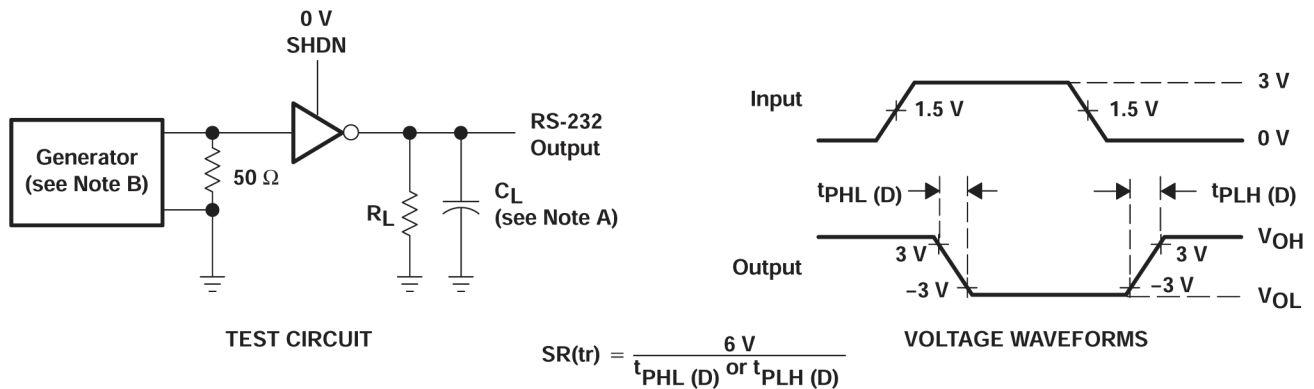 0 V
SHDN
Generator
(see Note B)
50 Ω
RS-232
Output
RL
CL
(see Note A)
TEST CIRCUIT
Input
1.5 V
1.5 V
3 V
0 V
tPHL (D)
tPLH (D)
Output
3 V
3 V
VOH
–3 V
–3 V
VOL
VOLTAGE WAVEFORMS
SR(tr) = 6 V
tPHL (D) or tPLH (D)